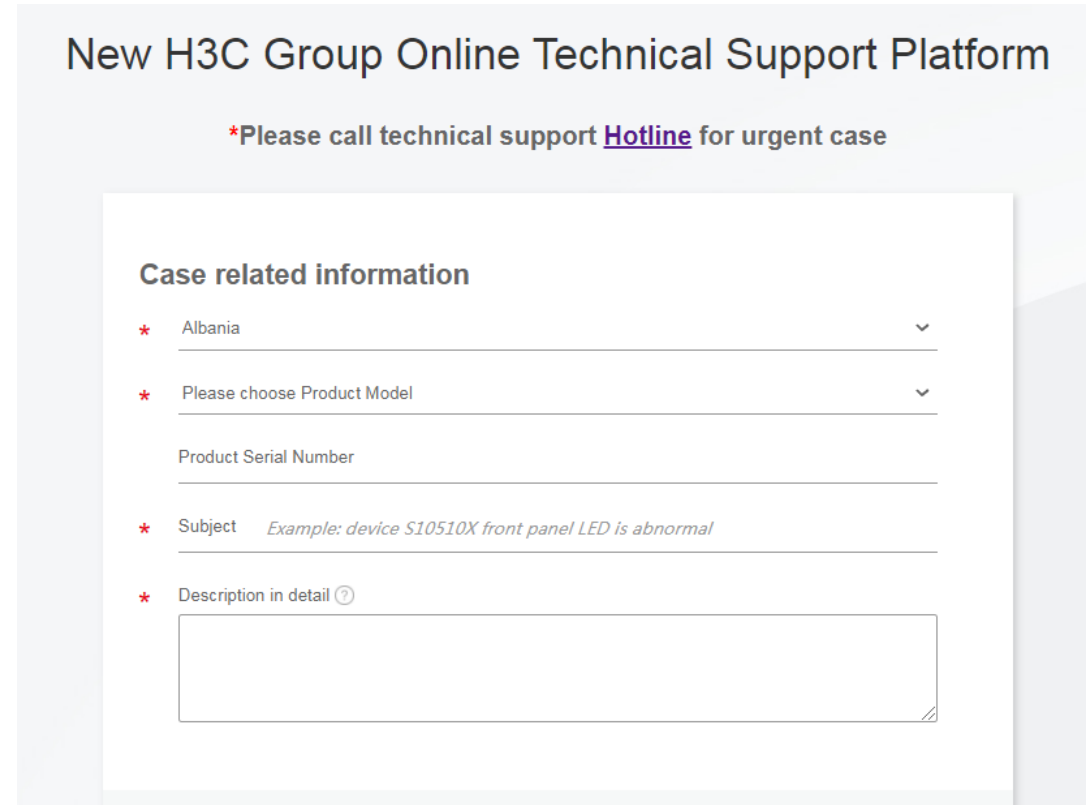 New H3C Group Online Technical Support Platform
*Please call technical support Hotline for urgent case
Case related information
* Albania
* Please choose Product Model
Product Serial Number
* Subject Example: device S10510X front panel LED is abnormal
* Description in detail ?